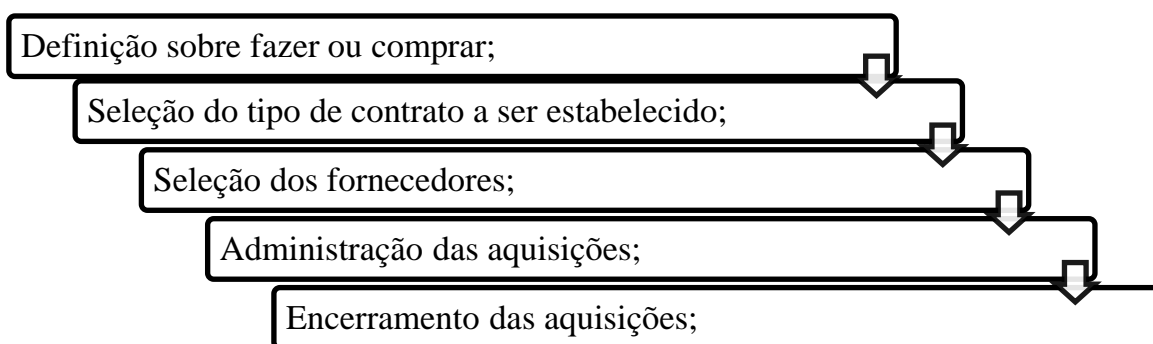 Definição sobre fazer ou comprar;
Seleção do tipo de contrato a ser estabelecido;
Seleção dos fornecedores;
Administração das aquisições;
Encerramento das aquisições;